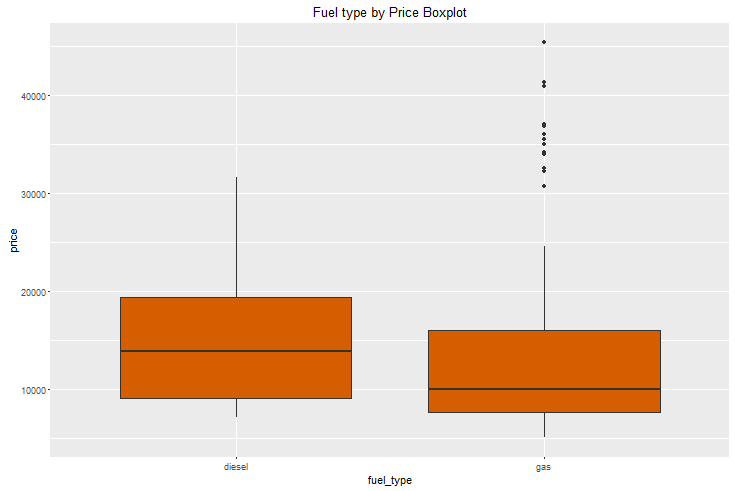 Fuel type by Price Boxplot
40000
30000
20000
10000
price
diesel
gas
fuel_type